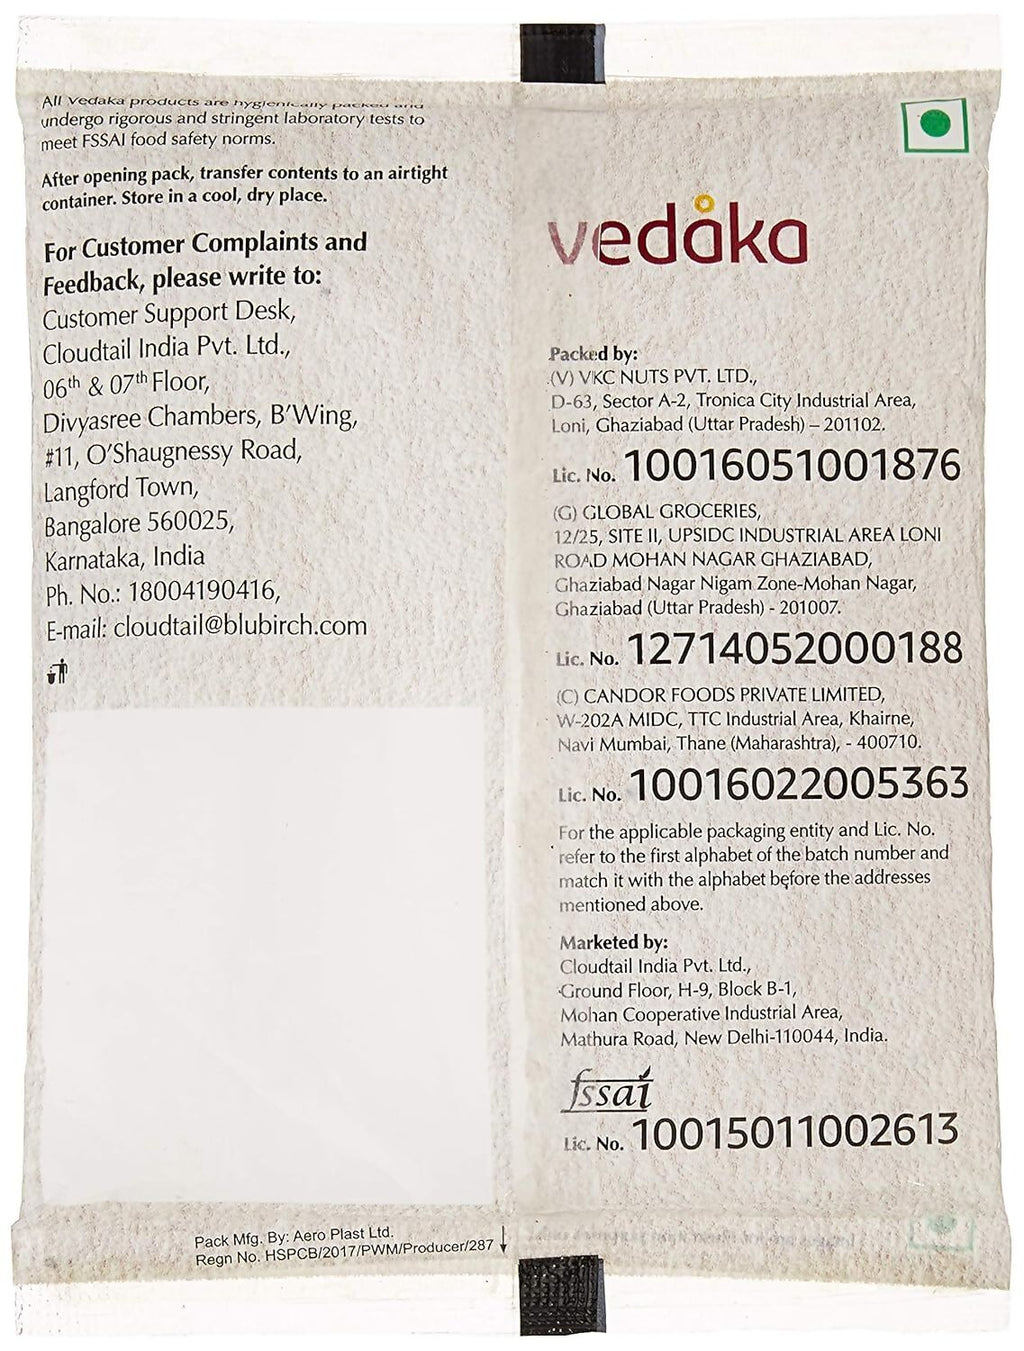 All Vedaka products are hygienically packed and
undergo rigorous and stringent laboratory tests to
meet FSSAI food safety norms.
After opening pack, transfer contents to an airtight
container. Store in a cool, dry place.
For Customer Complaints and
Feedback, please write to:
Customer Support Desk,
Cloudtail India Pvt. Ltd.,
06th & 07th Floor,
Divyasree Chambers, B'Wing,
#11, O'Shaugnessy Road,
Langford Town,
Bangalore 560025,
Karnataka, India
Ph. No.: 18004190416,
E-mail: cloudtail@blubirch.com
Pack Mfg. By: Aero Plast Ltd.
Regn No. HSPCB/2017/PWM/Producer/287
vedaka
Packed by:
(V) VKC NUTS PVT. LTD.,
D-63, Sector A-2, Tronica City Industrial Area,
Loni, Ghaziabad (Uttar Pradesh) – 201102.
Lic. No. 10016051001876
(G) GLOBAL GROCERIES,
12/25, SITE II, UPSIDC INDUSTRIAL AREA LONI
ROAD MOHAN NAGAR GHAZIABAD,
Ghaziabad Nagar Nigam Zone-Mohan Nagar,
Ghaziabad (Uttar Pradesh) - 201007.
Lic. No. 12714052000188
(C) CANDOR FOODS PRIVATE LIMITED,
W-202A MIDC, TTC Industrial Area, Khairne,
Navi Mumbai, Thane (Maharashtra), - 400710.
Lic. No. 10016022005363
For the applicable packaging entity and Lic. No.
refer to the first alphabet of the batch number and
match it with the alphabet before the addresses
mentioned above.
Marketed by:
Cloudtail India Pvt. Ltd.,
Ground Floor, H-9, Block B-1,
Mohan Cooperative Industrial Area,
Mathura Road, New Delhi-110044, India.
fssai
Lic. No. 10015011002613